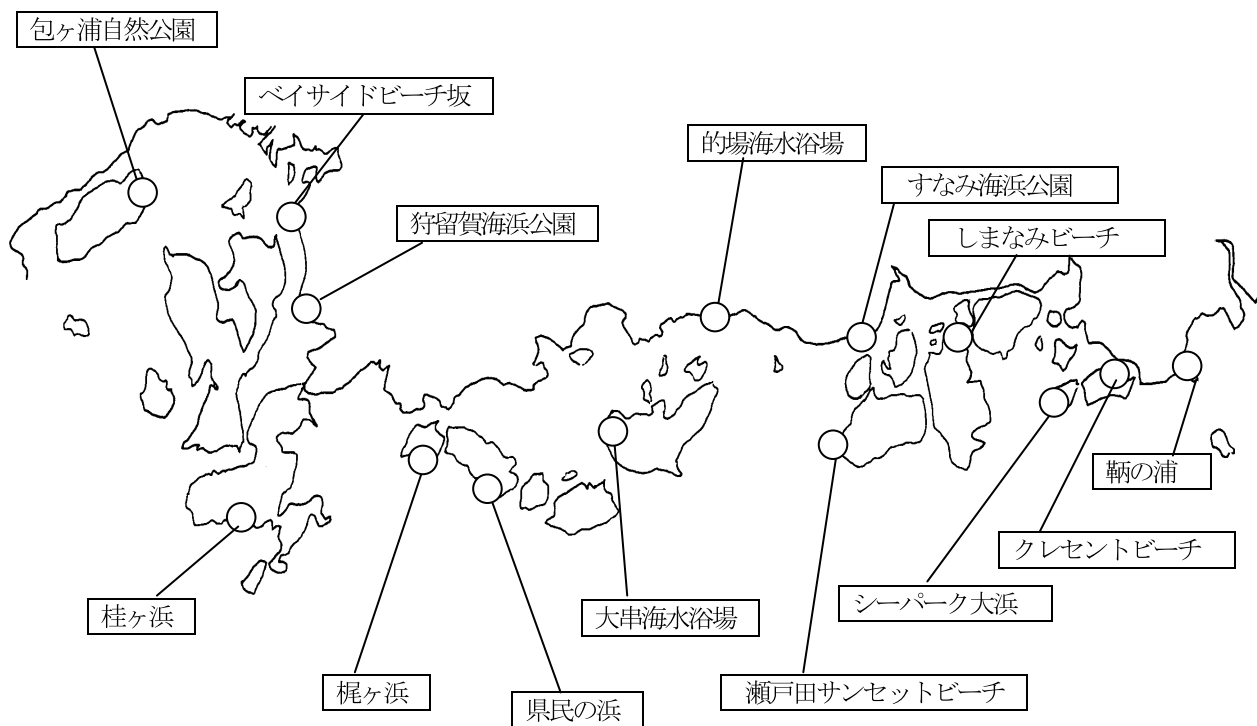 包ヶ浦自然公園
ベイサイドビーチ坂
的場海水浴場
すなみ海浜公園
狩留賀海浜公園
しまなみビーチ
鞆の浦
クレセントビーチ
シーパーク大浜
桂ヶ浜
大串海水浴場
梶ヶ浜
瀬戸田サンセットビーチ
県民の浜